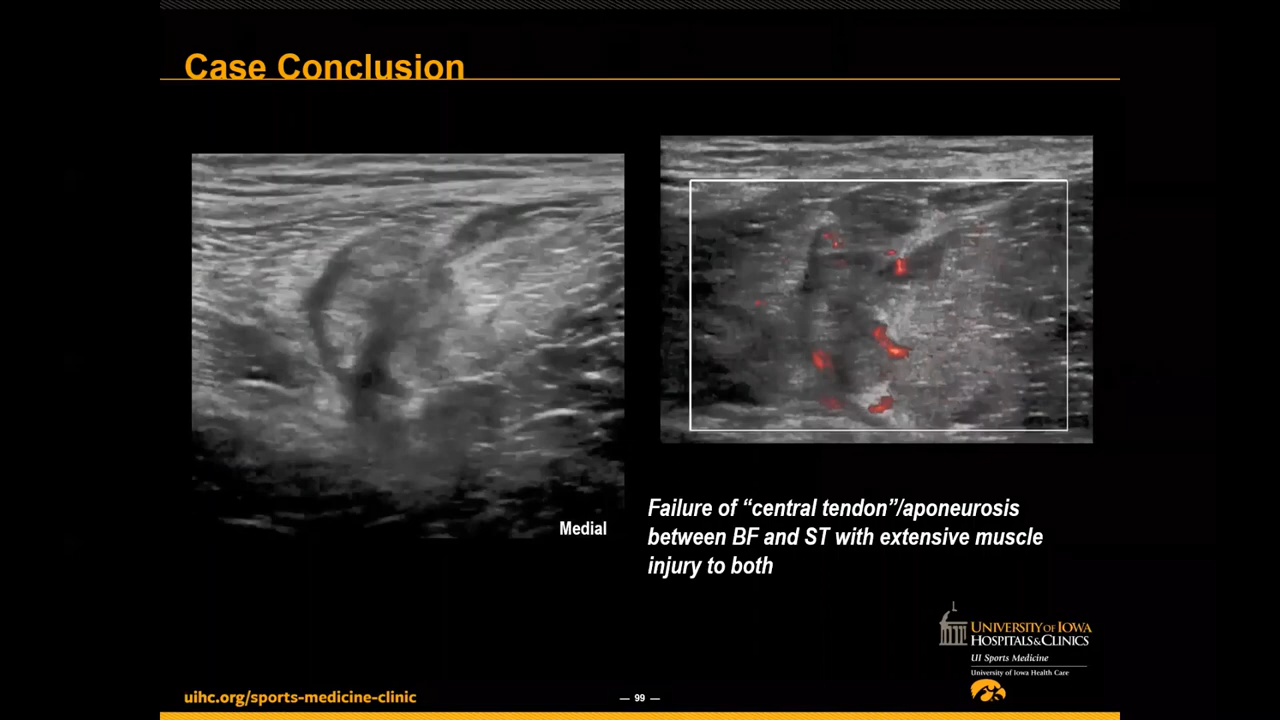 Case Conclusion
Medial
Failure of “central tendon”/aponeurosis
between BF and ST with extensive muscle
injury to both
UNIVERSITY OF IOWA
HOSPITALS & CLINICS
UI Sports Medicine
University of Iowa Health Care
uihc.org/sports-medicine-clinic
— 99 —